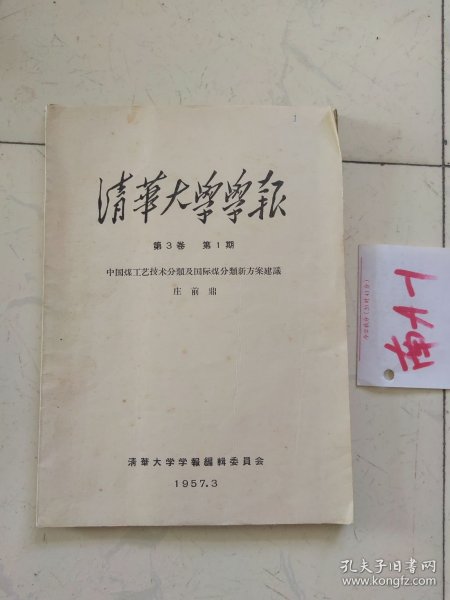 清華大學學報
第3卷 第1期
中国煤工艺技术分類及国际煤分類新方案建議
庄前鼎
清華大学学報編輯委員会
1957.3
孔夫子旧书网
www.kongfz.com